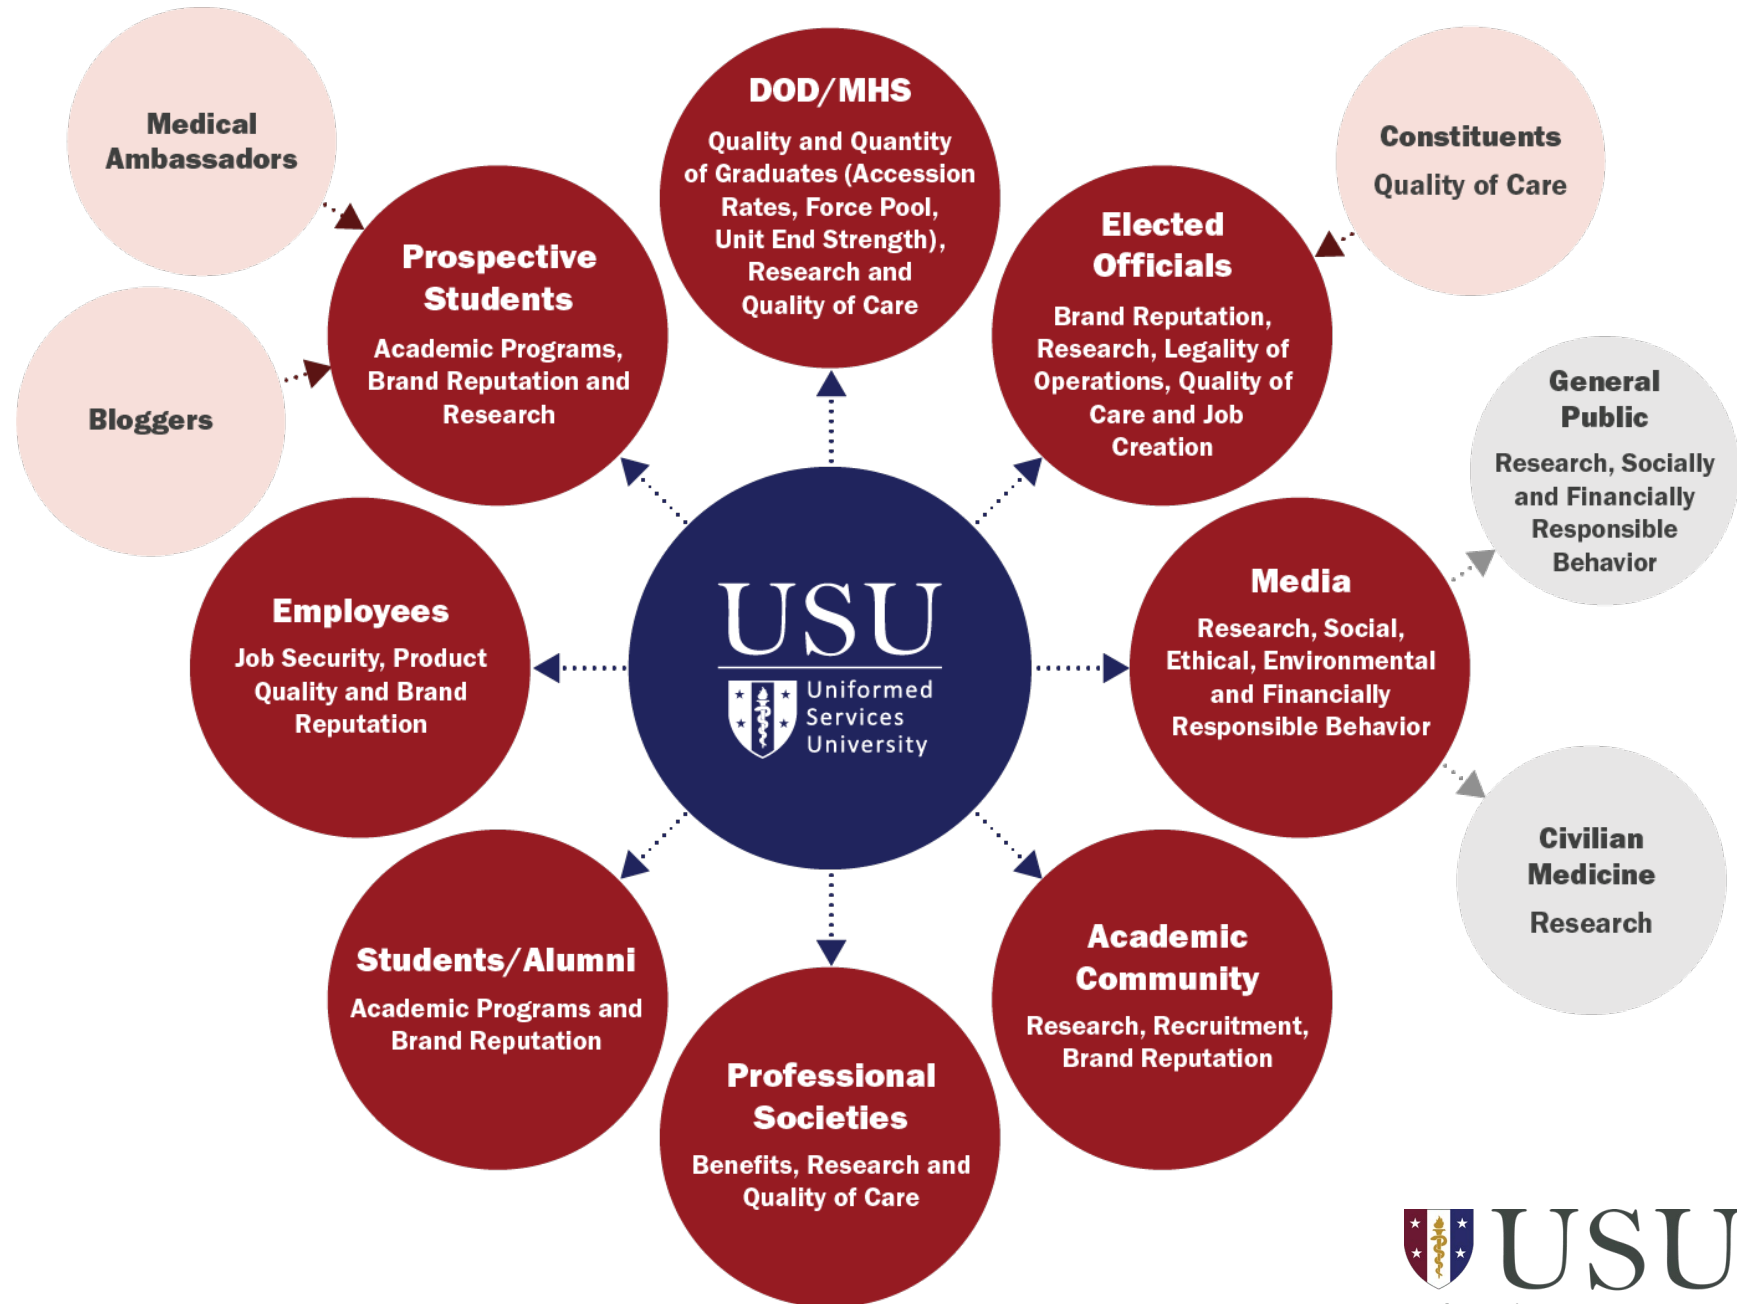 Medical
Ambassadors
Bloggers
Prospective
Students
Academic Programs,
Brand Reputation and
Research
DOD/MHS
Quality and Quantity
of Graduates (Accession
Rates, Force Pool,
Unit End Strength),
Research and
Quality of Care
Elected
Officials
Brand Reputation,
Research, Legality of
Operations, Quality of
Care and Job
Creation
Constituents
Quality of Care
General
Public
Research, Socially
and Financially
Responsible
Behavior
Employees
Job Security, Product
Quality and Brand
Reputation
USU
Uniformed
Services
University
Media
Research, Social,
Ethical, Environmental
and Financially
Responsible Behavior
Civilian
Medicine
Research
Students/Alumni
Academic Programs and
Brand Reputation
Professional
Societies
Benefits, Research and
Quality of Care
Academic
Community
Research, Recruitment,
Brand Reputation
USU